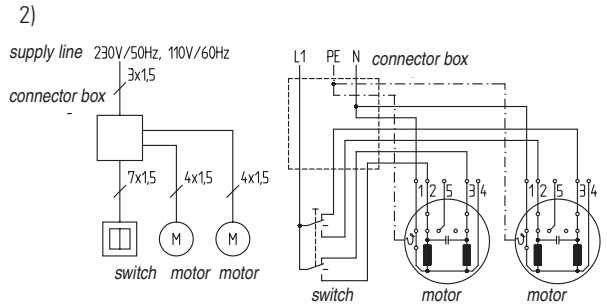 2)
supply line 230V/50Hz, 110V/60Hz
3x1,5
connector box
7x1,5 4x1,5 4x1,5
M M
switch motor motor
L1 PE N connector box
1 2 5 3 4 1 2 5 3 4
ϑ ϑ
switch motor motor